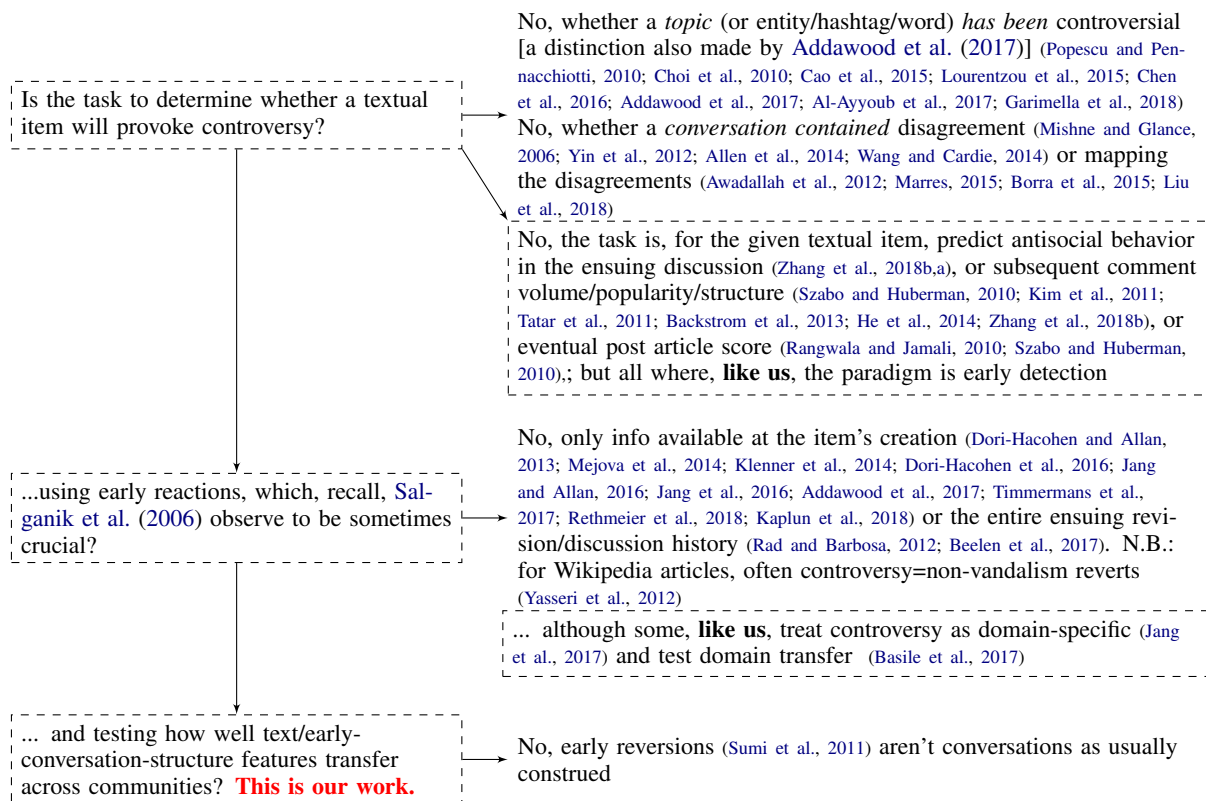 Is the task to determine whether a textual
item will provoke controversy?
No, whether a topic (or entity/hashtag/word) has been controversial
[a distinction also made by Addawood et al. (2017)] (Popescu and Pen-
nacchiotti, 2010; Choi et al., 2010; Cao et al., 2015; Lourentzou et al., 2015; Chen
et al., 2016; Addawood et al., 2017; Al-Ayyoub et al., 2017; Garimella et al., 2018)
No, whether a conversation contained disagreement (Mishne and Glance,
2006; Yin et al., 2012; Allen et al., 2014; Wang and Cardie, 2014) or mapping
the disagreements (Awadallah et al., 2012; Marres, 2015; Borra et al., 2015; Liu
et al., 2018)
No, the task is, for the given textual item, predict antisocial behavior
in the ensuing discussion (Zhang et al., 2018b,a), or subsequent comment
volume/popularity/structure (Szabo and Huberman, 2010; Kim et al., 2011;
Tatar et al., 2011; Backstrom et al., 2013; He et al., 2014; Zhang et al., 2018b), or
eventual post article score (Rangwala and Jamali, 2010; Szabo and Huberman,
2010),; but all where, like us, the paradigm is early detection
...using early reactions, which, recall, Sal-
ganik et al. (2006) observe to be sometimes
crucial?
No, only info available at the item's creation (Dori-Hacohen and Allan,
2013; Mejova et al., 2014; Klenner et al., 2014; Dori-Hacohen et al., 2016; Jang
and Allan, 2016; Jang et al., 2016; Addawood et al., 2017; Timmermans et al.,
2017; Rethmeier et al., 2018; Kaplun et al., 2018) or the entire ensuing revi-
sion/discussion history (Rad and Barbosa, 2012; Beelen et al., 2017). N.B.:
for Wikipedia articles, often controversy=non-vandalism reverts
(Yasseri et al., 2012)
... although some, like us, treat controversy as domain-specific (Jang
et al., 2017) and test domain transfer (Basile et al., 2017)
... and testing how well text/early-
conversation-structure features transfer
across communities? This is our work.
No, early reversions (Sumi et al., 2011) aren't conversations as usually
construed